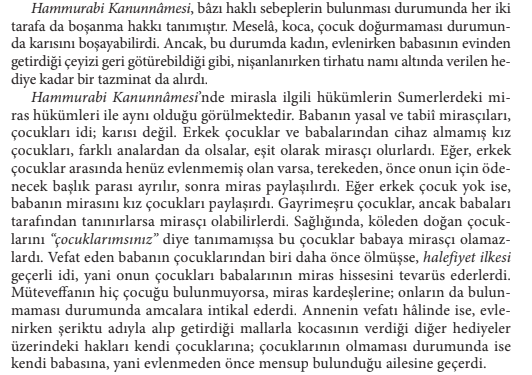 Hammurabi Kanunnâmesi, bâzı haklı sebeplerin bulunması durumunda her iki
tarafa da boşanma hakkı tanımıştır. Meselâ, koca, çocuk doğurmaması durumun-
da karısını boşayabilirdi. Ancak, bu durumda kadın, evlenirken babasının evinden
getirdiği çeyizi geri götürebildiği gibi, nişanlanırken tirhatu namı altında verilen he-
diye kadar bir tazminat da alırdı.
Hammurabi Kanunnâmesi'nde mirasla ilgili hükümlerin Sumerlerdeki mi-
ras hükümleri ile aynı olduğu görülmektedir. Babanın yasal ve tabiî mirasçıları,
çocukları idi; karısı değil. Erkek çocuklar ve babalarından cihaz almamış kız
çocukları, farklı analardan da olsalar, eşit olarak mirasçı olurlardı. Eğer, erkek
çocuklar arasında henüz evlenmemiş olan varsa, terekeden, önce onun için öde-
necek başlık parası ayrılır, sonra miras paylaşılırdı. Eğer erkek çocuk yok ise,
babanın mirasını kız çocukları paylaşırdı. Gayrimeşru çocuklar, ancak babaları
tarafından tanınırlarsa mirasçı olabilirlerdi. Sağlığında, köleden doğan çocuk-
larını "çocuklarımsınız" diye tanımamışsa bu çocuklar babaya mirasçı olamaz-
lardı. Vefat eden babanın çocuklarından biri daha önce ölmüşse, halefiyet ilkesi
geçerli idi, yani onun çocukları babalarının miras hissesini tevarüs ederlerdi.
Müteveffanın hiç çocuğu bulunmuyorsa, miras kardeşlerine; onların da bulun-
maması durumunda amcalara intikal ederdi. Annenin vefatı hâlinde ise, evle-
nirken şeriktu adıyla alıp getirdiği mallarla kocasının verdiği diğer hediyeler
üzerindeki hakları kendi çocuklarına; çocuklarının olmaması durumunda ise
kendi babasına, yani evlenmeden önce mensup bulunduğu ailesine geçerdi.